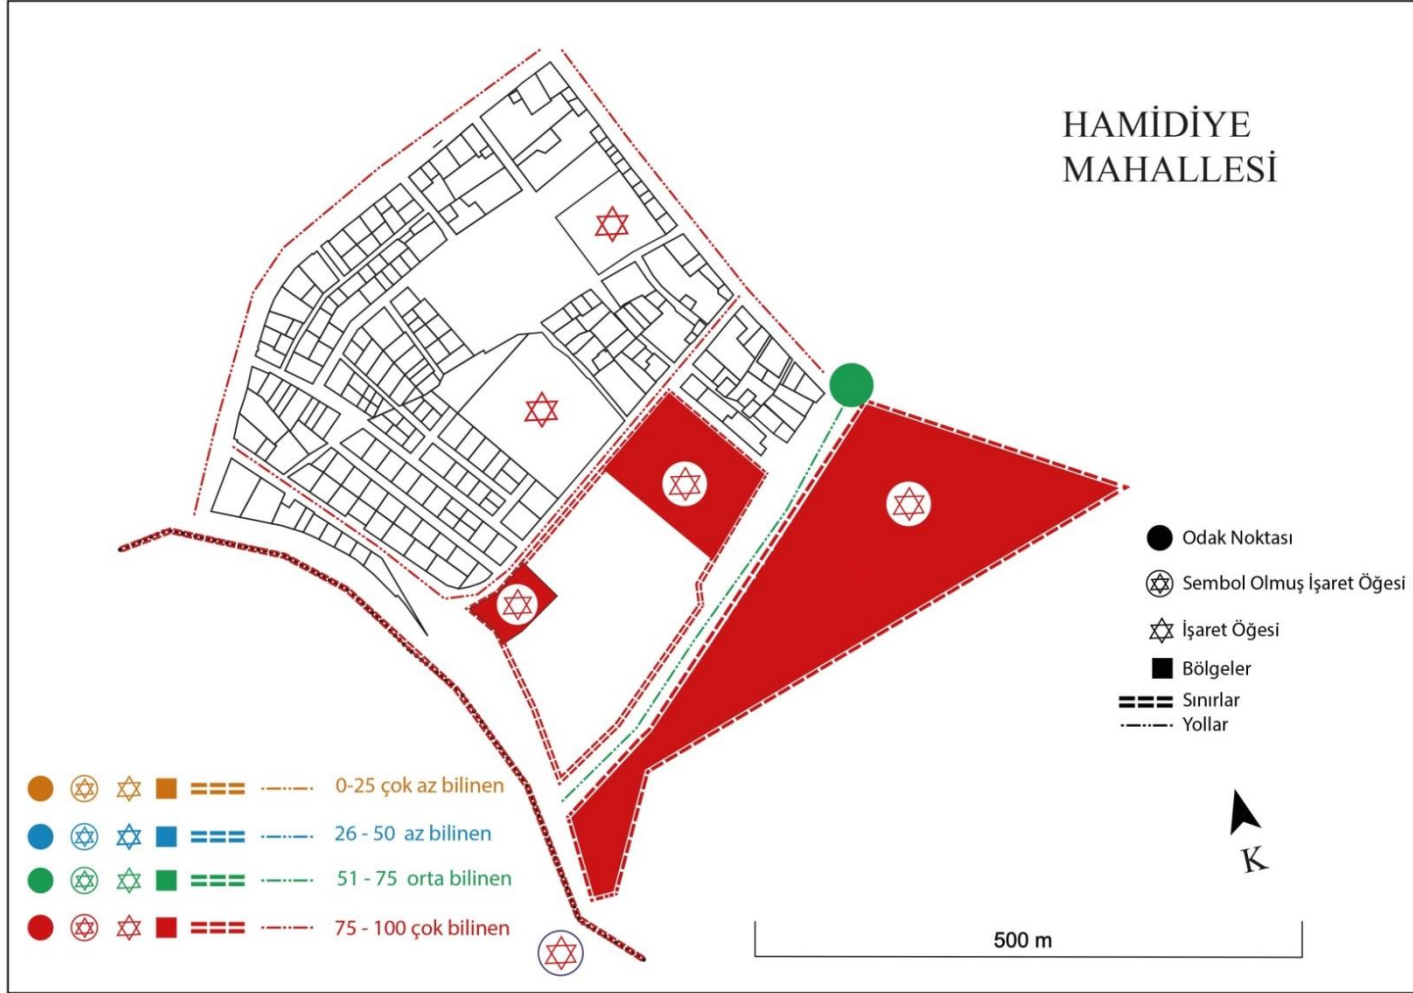 HAMİDİYE
MAHALLESİ
Odak Noktası
Sembol Olmuş İşaret Öğesi
İşaret Öğesi
Bölgeler
Sınırlar
Yollar
0-25 çok az bilinen
26 - 50 az bilinen
51 - 75 orta bilinen
75 - 100 çok bilinen
K
500 m